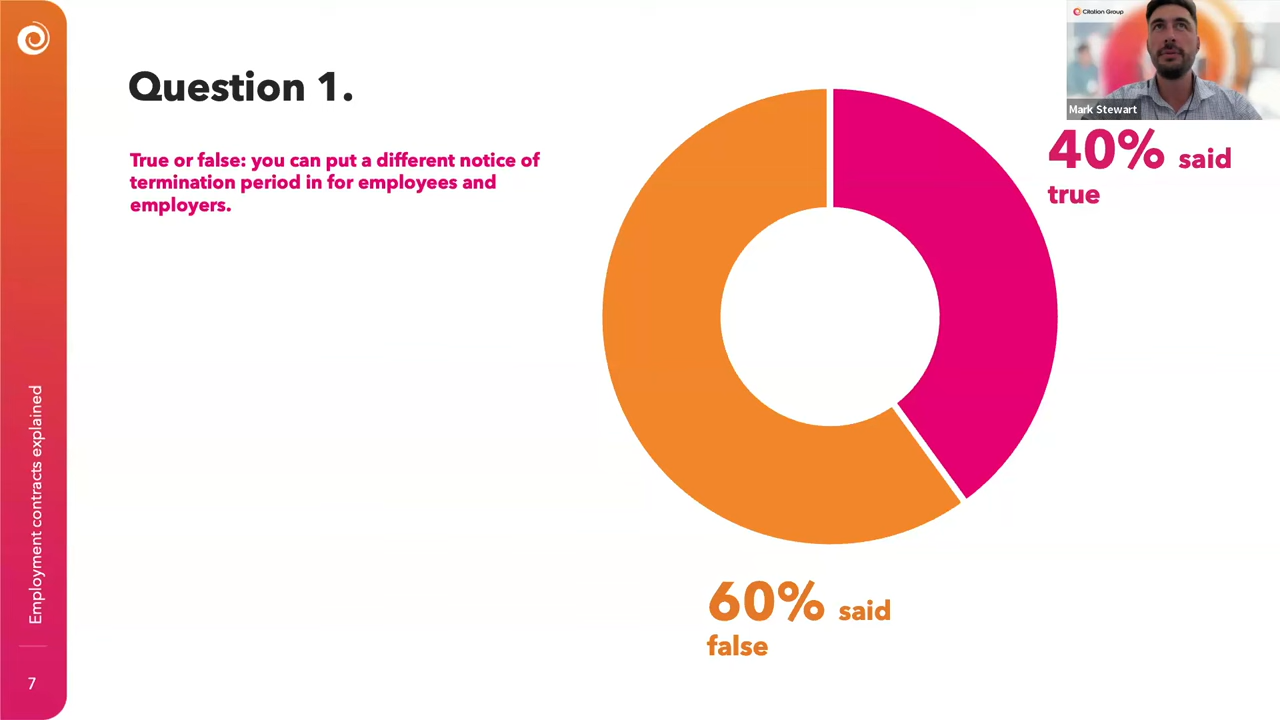 Question 1.
True or false: you can put a different notice of
termination period in for employees and
employers.
Citation Group
Mark Stewart
40% said
true
60% said
false
Employment contracts explained
7